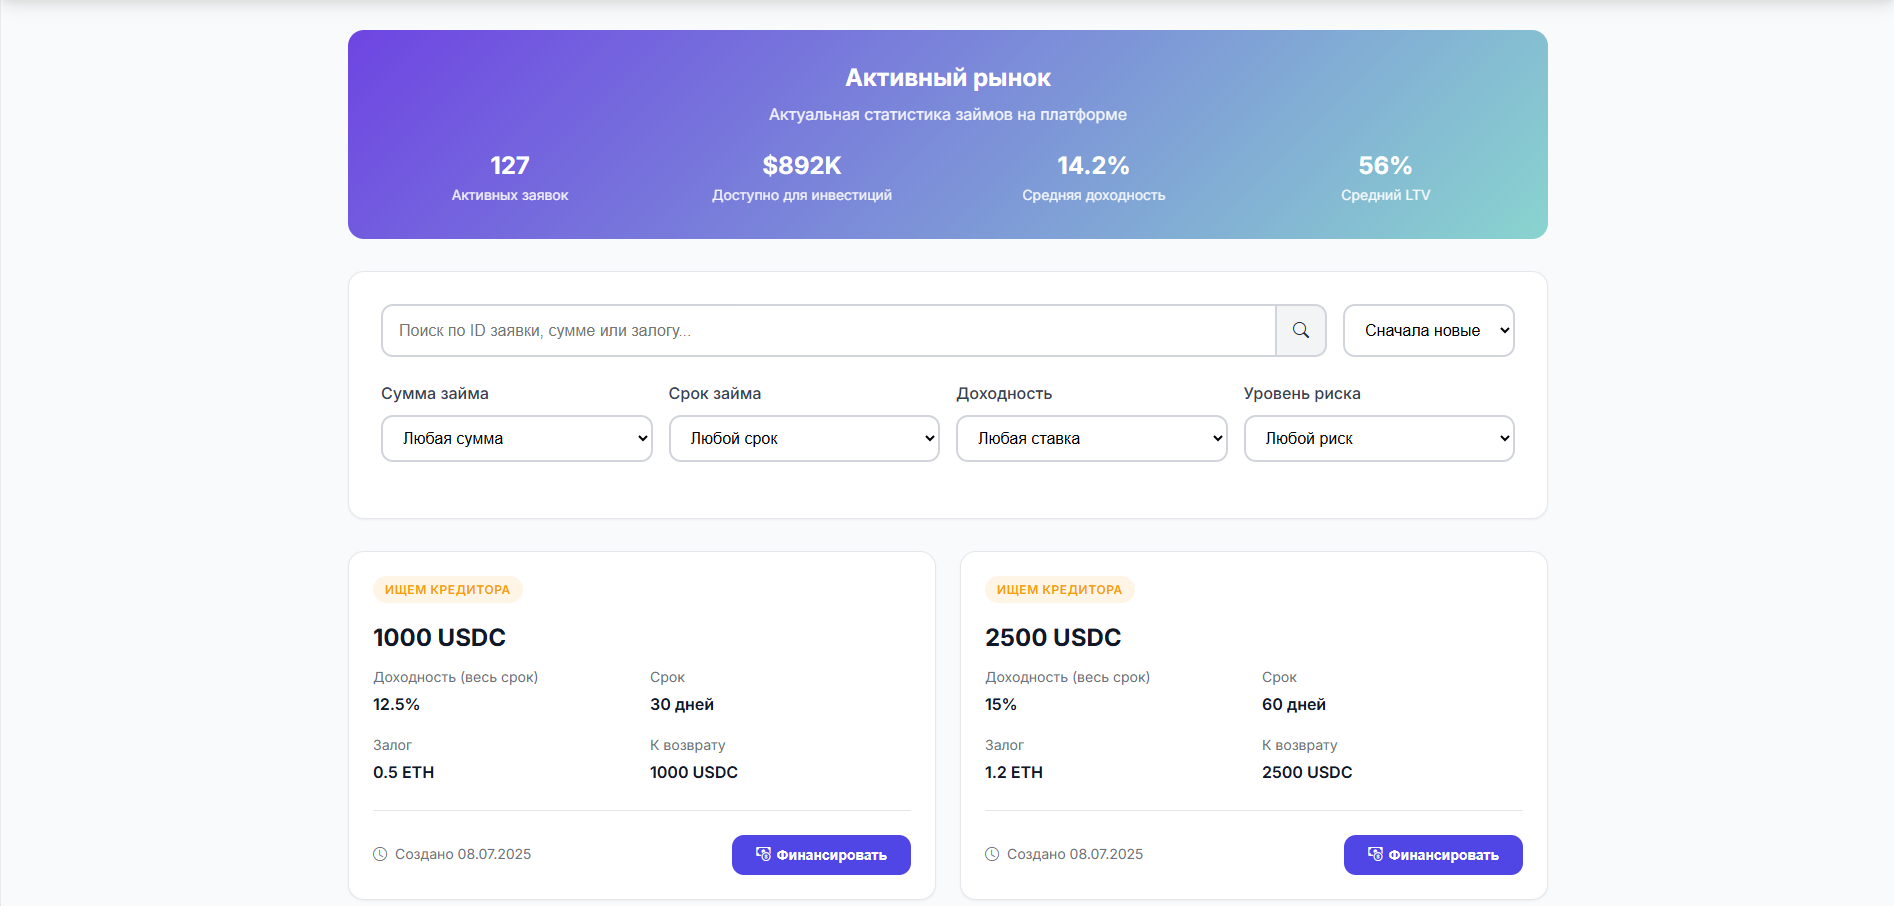 Активный рынок
Актуальная статистика займов на платформе
127
Активных заявок
$892K
Доступно для инвестиций
14.2%
Средняя доходность
56%
Средний LTV
Поиск по ID заявки, сумме или залогу...
Сначала новые
Сумма займа
Любая сумма
Срок займа
Любой срок
Доходность
Любая ставка
Уровень риска
Любой риск
ИЩЕМ КРЕДИТОРА
1000 USDC
Доходность (весь срок)
12.5%
Срок
30 дней
Залог
0.5 ETH
К возврату
1000 USDC
Создано 08.07.2025
Финансировать
ИЩЕМ КРЕДИТОРА
2500 USDC
Доходность (весь срок)
15%
Срок
60 дней
Залог
1.2 ETH
К возврату
2500 USDC
Создано 08.07.2025
Финансировать